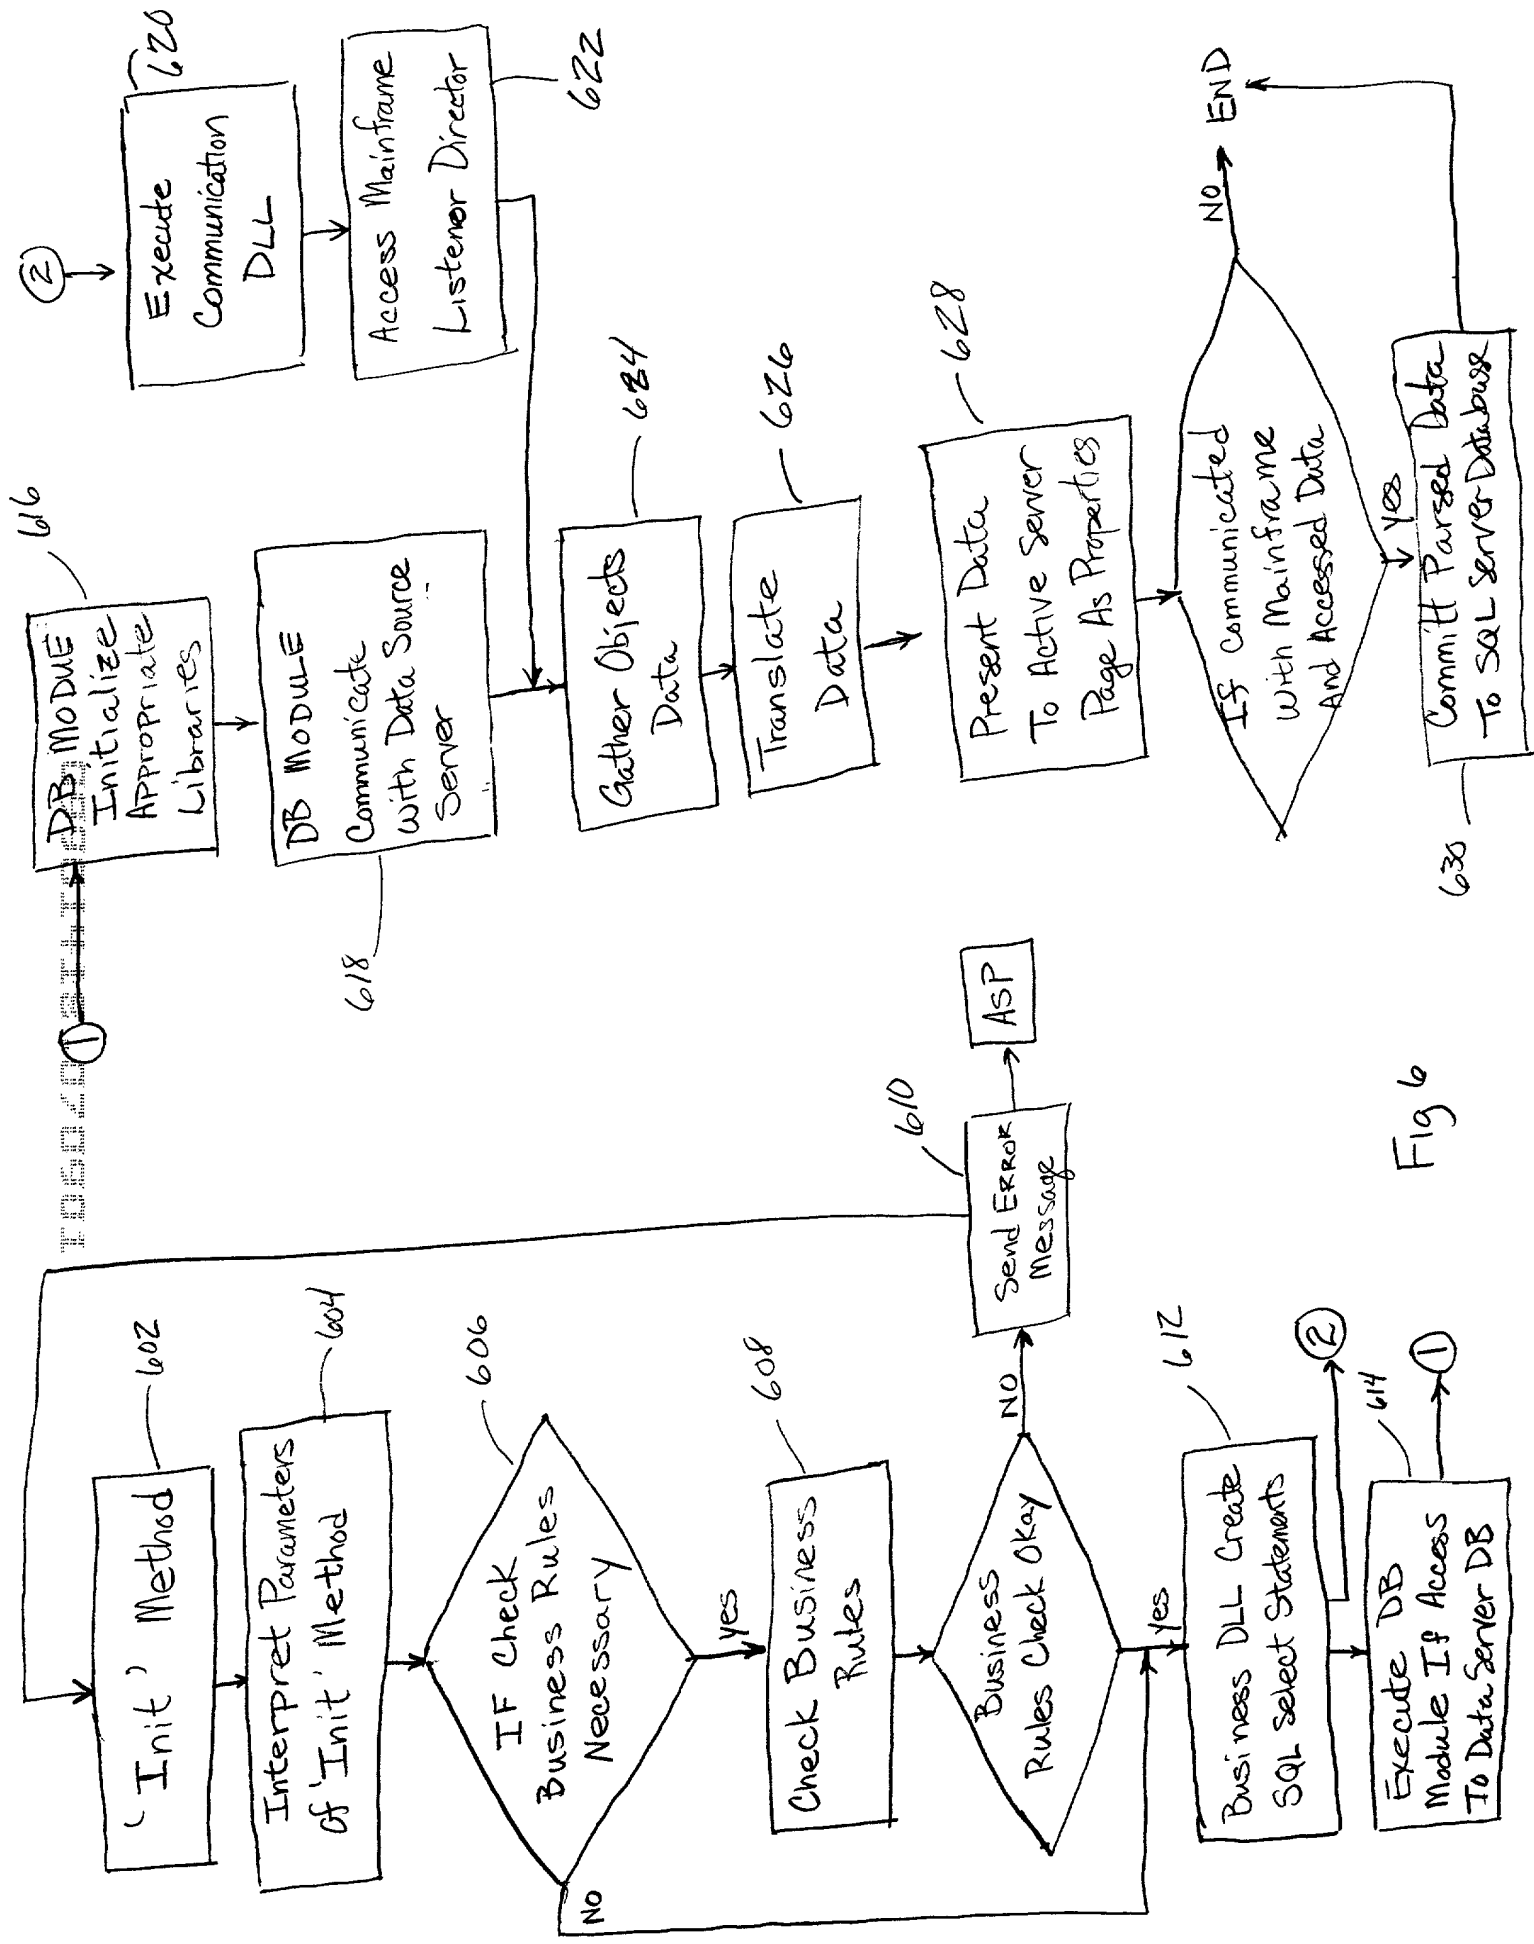 'Init' Method
602
Interpret Parameters
of 'Init' Method
604
IF Check
Business Rules
Necessary
606
NO
yes
Check Business
Rules
608
Business
Rules Check Okay
NO
yes
Send ERROR
Message
610
ASP
Business DLL Create
SQL Select Statements
612
2
Execute DB
Module If Access
To Data Server DB
614
1
1
DB MODUE
Initialize
Appropriate
Libraries
616
DB MODULE
Communicate
With Data Source
Server
618
2
Execute
Communication
DLL
620
Access Mainframe
Listenor Director
622
Gather Objects
Data
624
Translate
Data
626
Present Data
To Active Server
Page As Properties
628
If communicated
With Mainframe
And Accessed Data
NO
END
yes
Committ Parsed Data
To SQL Server Database
630
Fig 6